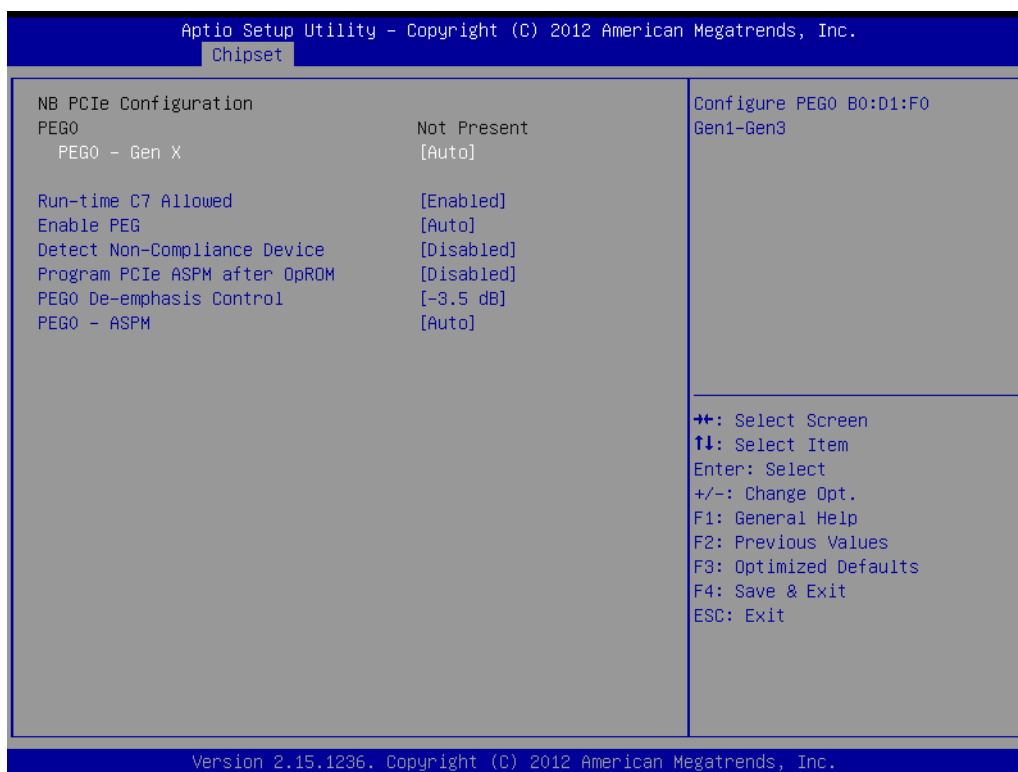 Aptio Setup Utility – Copyright (C) 2012 American Megatrends, Inc.
Chipset
NB PCIe Configuration
PEG0 Not Present
PEG0 – Gen X [Auto]
Run–time C7 Allowed [Enabled]
Enable PEG [Auto]
Detect Non–Compliance Device [Disabled]
Program PCIe ASPM after OpROM [Disabled]
PEG0 De–emphasis Control [–3.5 dB]
PEG0 – ASPM [Auto]
Configure PEG0 B0:D1:F0
Gen1–Gen3
→←: Select Screen
↑↓: Select Item
Enter: Select
+/–: Change Opt.
F1: General Help
F2: Previous Values
F3: Optimized Defaults
F4: Save & Exit
ESC: Exit
Version 2.15.1236. Copyright (C) 2012 American Megatrends, Inc.